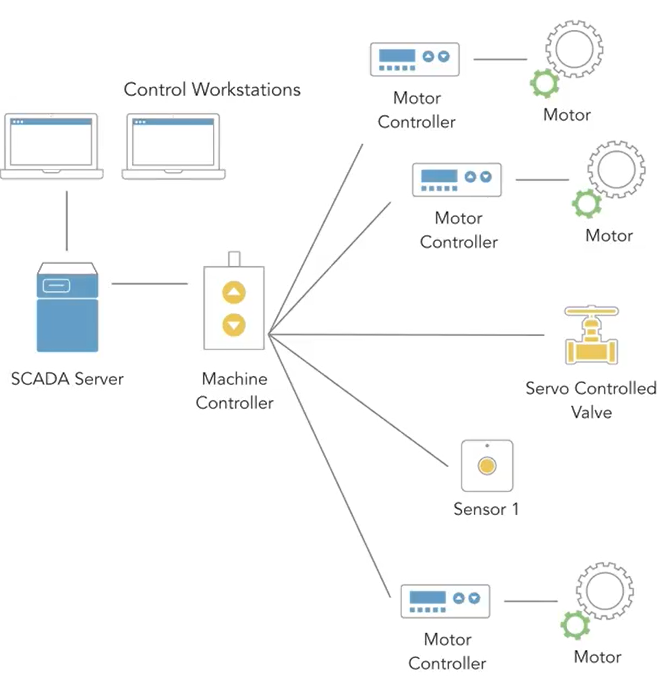 Control Workstations
Motor
Controller
Motor
Motor
Controller
Motor
SCADA Server
Machine
Controller
Servo Controlled
Valve
Sensor 1
Motor
Controller
Motor